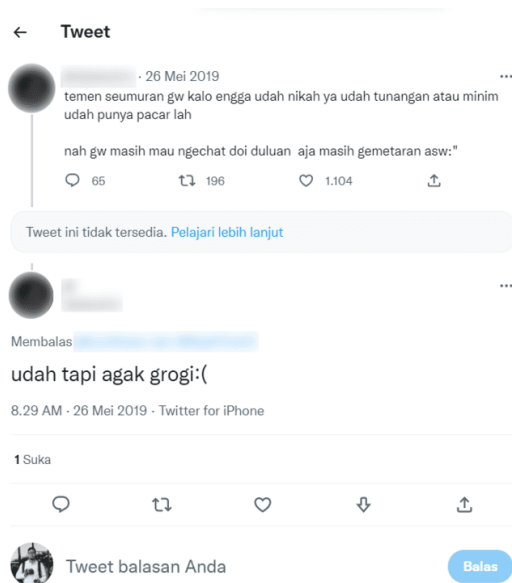 Tweet
· 26 Mei 2019
temen seumuran gw kalo engga udah nikah ya udah tunangan atau minim
udah punya pacar lah
nah gw masih mau ngechat doi duluan  aja masih gemetaran asw:"
65 196 1.104
Tweet ini tidak tersedia. Pelajari lebih lanjut
Membalas
udah tapi agak grogi:(
8.29 AM · 26 Mei 2019 · Twitter for iPhone
1 Suka
Tweet balasan Anda
Balas